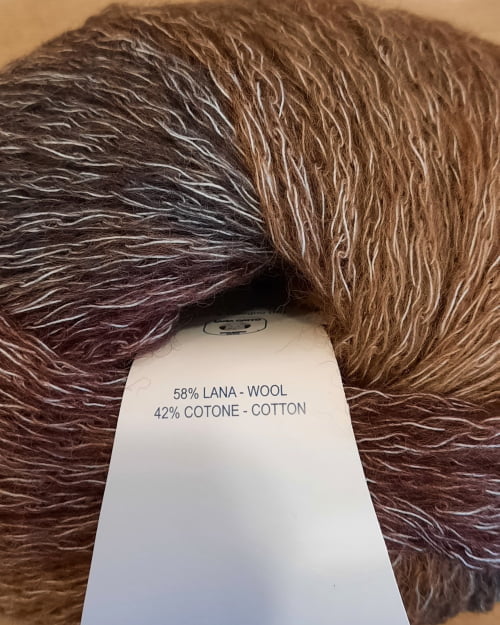 58% LANA - WOOL
42% COTONE - COTTON